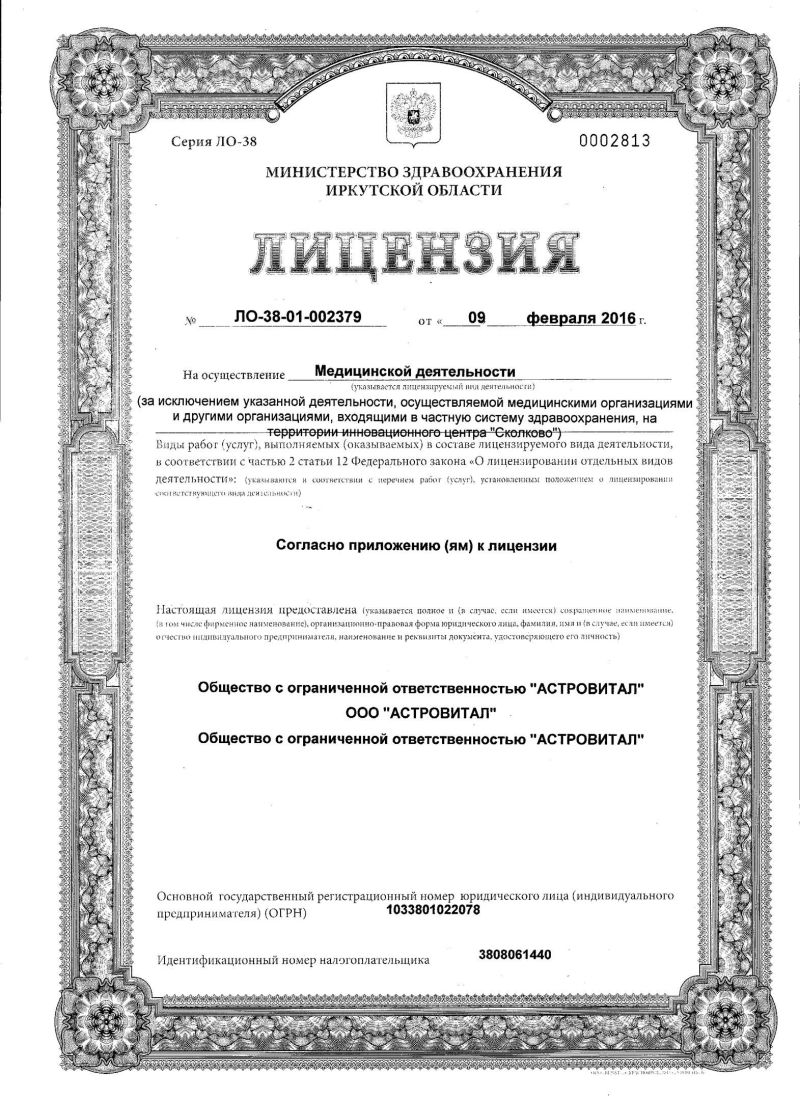 Серия ЛО-38
0002813
МИНИСТЕРСТВО ЗДРАВООХРАНЕНИЯ
ИРКУТСКОЙ ОБЛАСТИ
ЛИЦЕНЗИЯ
№ ЛО-38-01-002379 от « 09 февраля 2016 г.
На осуществление Медицинской деятельности
(указывается лицензируемый вид деятельности)
(за исключением указанной деятельности, осуществляемой медицинскими организациями
и другими организациями, входящими в частную систему здравоохранения, на
территории инновационного центра "Сколково")
Виды работ (услуг), выполняемых (оказываемых) в составе лицензируемого вида деятельности,
в соответствии с частью 2 статьи 12 Федерального закона «О лицензировании отдельных видов
деятельности»: (указываются в соответствии с перечнем работ (услуг), установленным положением о лицензировании
соответствующего вида деятельности)
Согласно приложению (ям) к лицензии
Настоящая лицензия предоставлена (указывается полное и (в случае, если имеется) сокращенное наименование,
(в том числе фирменное наименование), организационно-правовая форма юридического лица, фамилия, имя и (в случае, если имеется)
отчество индивидуального предпринимателя, наименование и реквизиты документа, удостоверяющего его личность)
Общество с ограниченной ответственностью "АСТРОВИТАЛ"
ООО "АСТРОВИТАЛ"
Общество с ограниченной ответственностью "АСТРОВИТАЛ"
Основной государственный регистрационный номер юридического лица (индивидуального
предпринимателя) (ОГРН) 1033801022078
Идентификационный номер налогоплательщика 3808061440